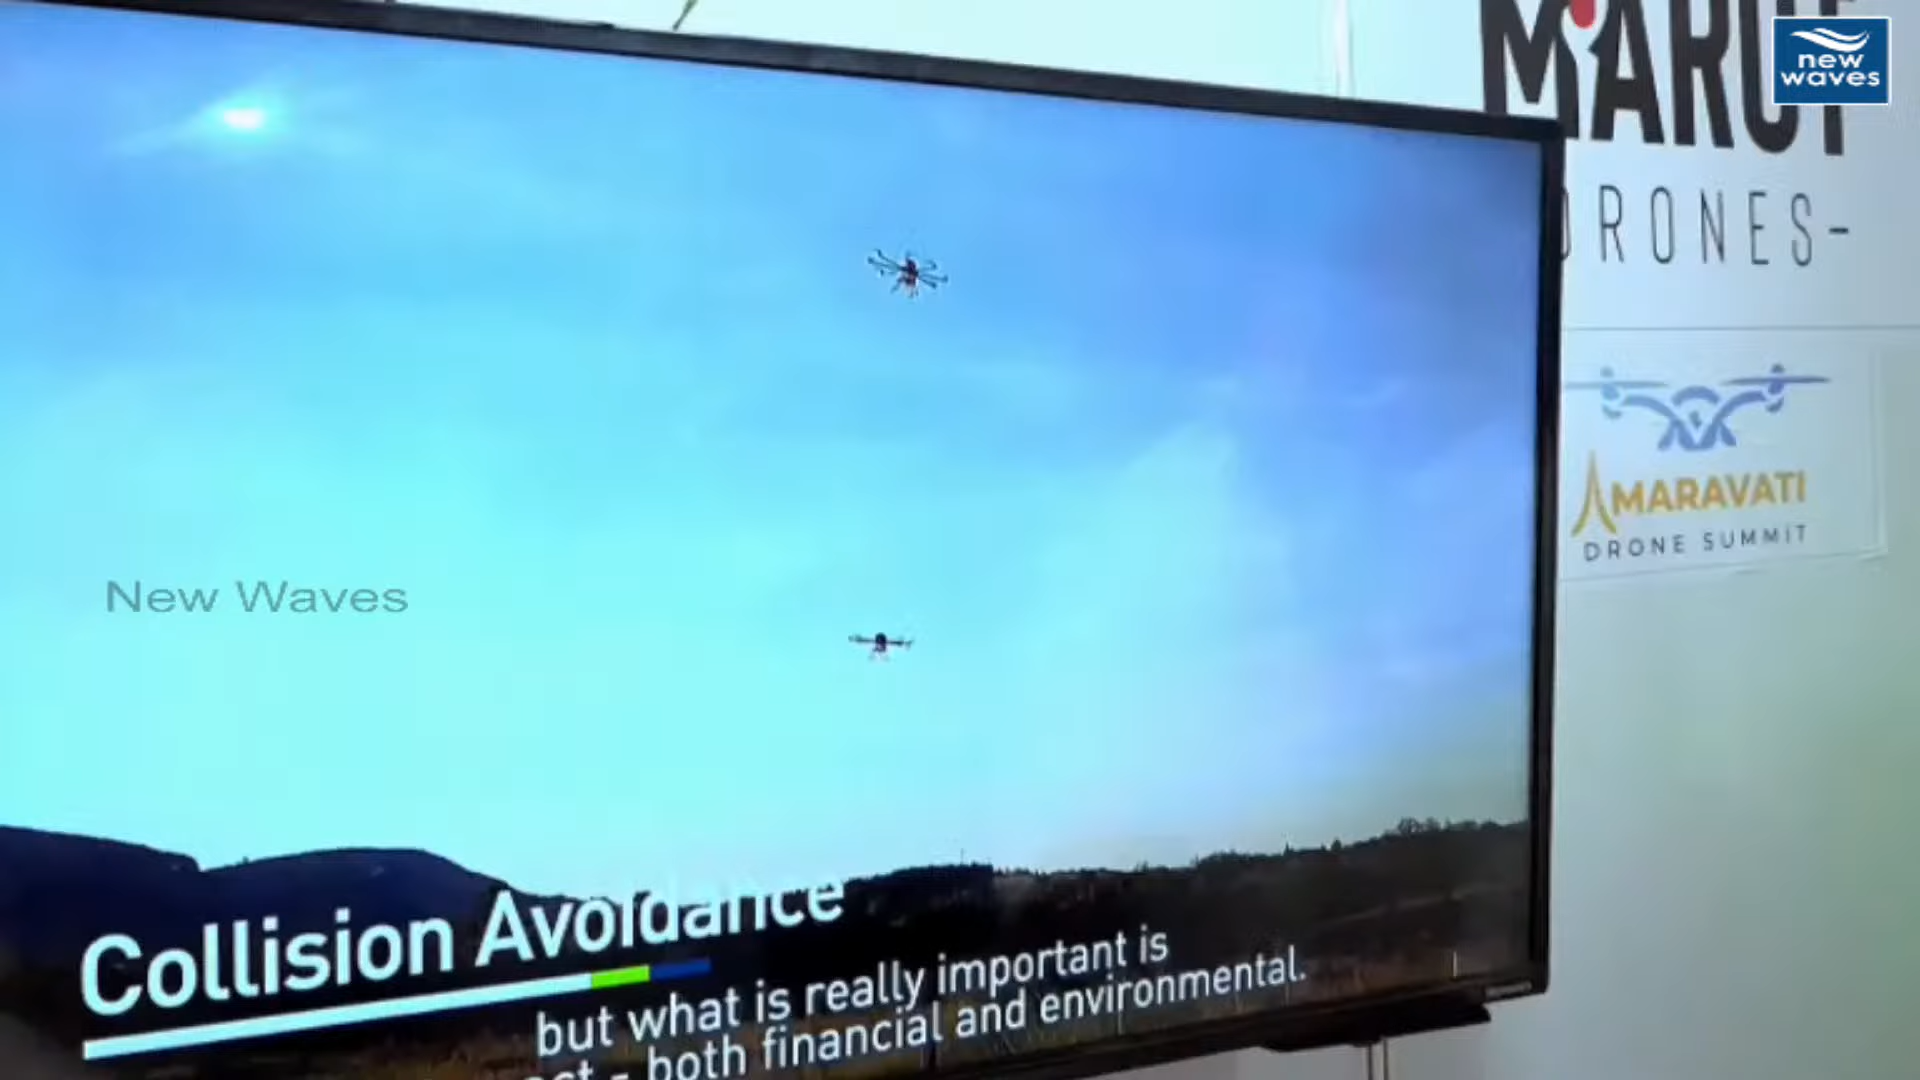 MARUT
DRONES-
new
waves
AMARAVATI
DRONE SUMMIT
New Waves
Collision Avoidance
but what is really important is
- both financial and environmental.